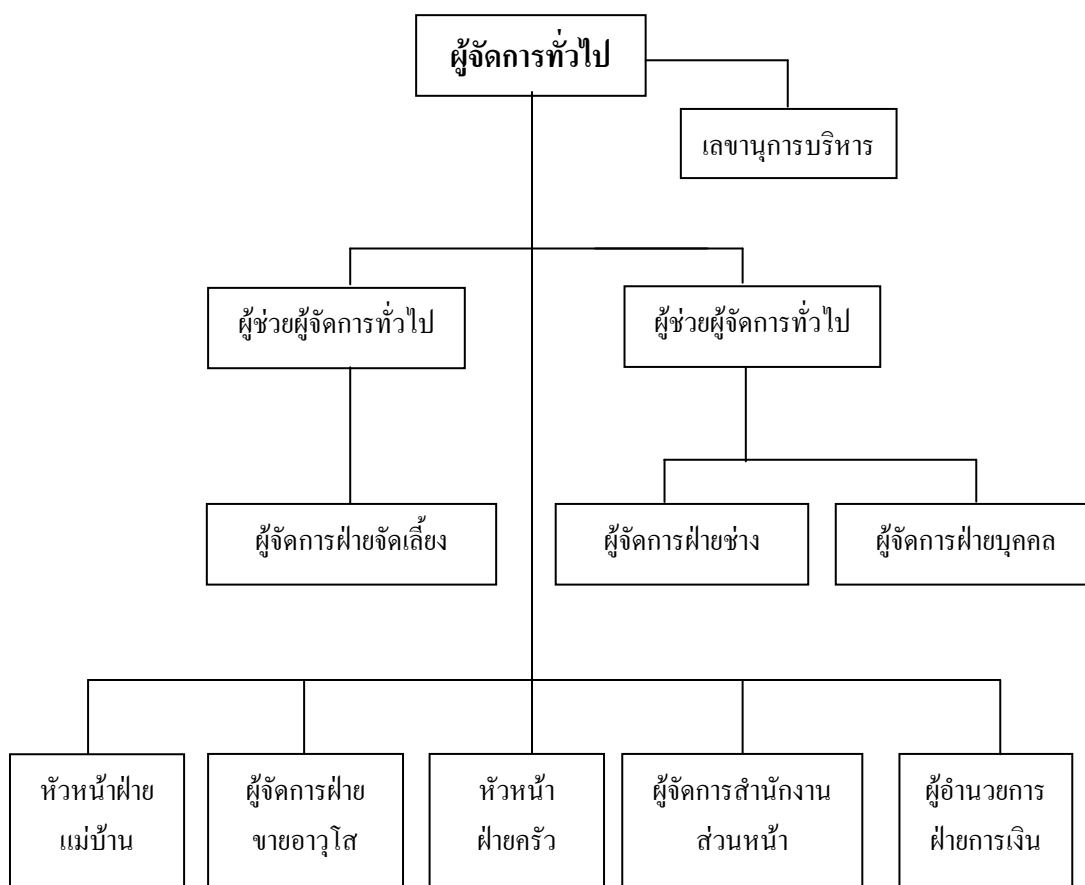 ผู้จัดการทั่วไป
เลขานุการบริหาร
ผู้ช่วยผู้จัดการทั่วไป
ผู้ช่วยผู้จัดการทั่วไป
ผู้จัดการฝ่ายจัดเลี้ยง
ผู้จัดการฝ่ายช่าง
ผู้จัดการฝ่ายบุคคล
หัวหน้าฝ่าย
แม่บ้าน
ผู้จัดการฝ่าย
ขายอาวุโส
หัวหน้า
ฝ่ายครัว
ผู้จัดการสำนักงาน
ส่วนหน้า
ผู้อำนวยการ
ฝ่ายการเงิน